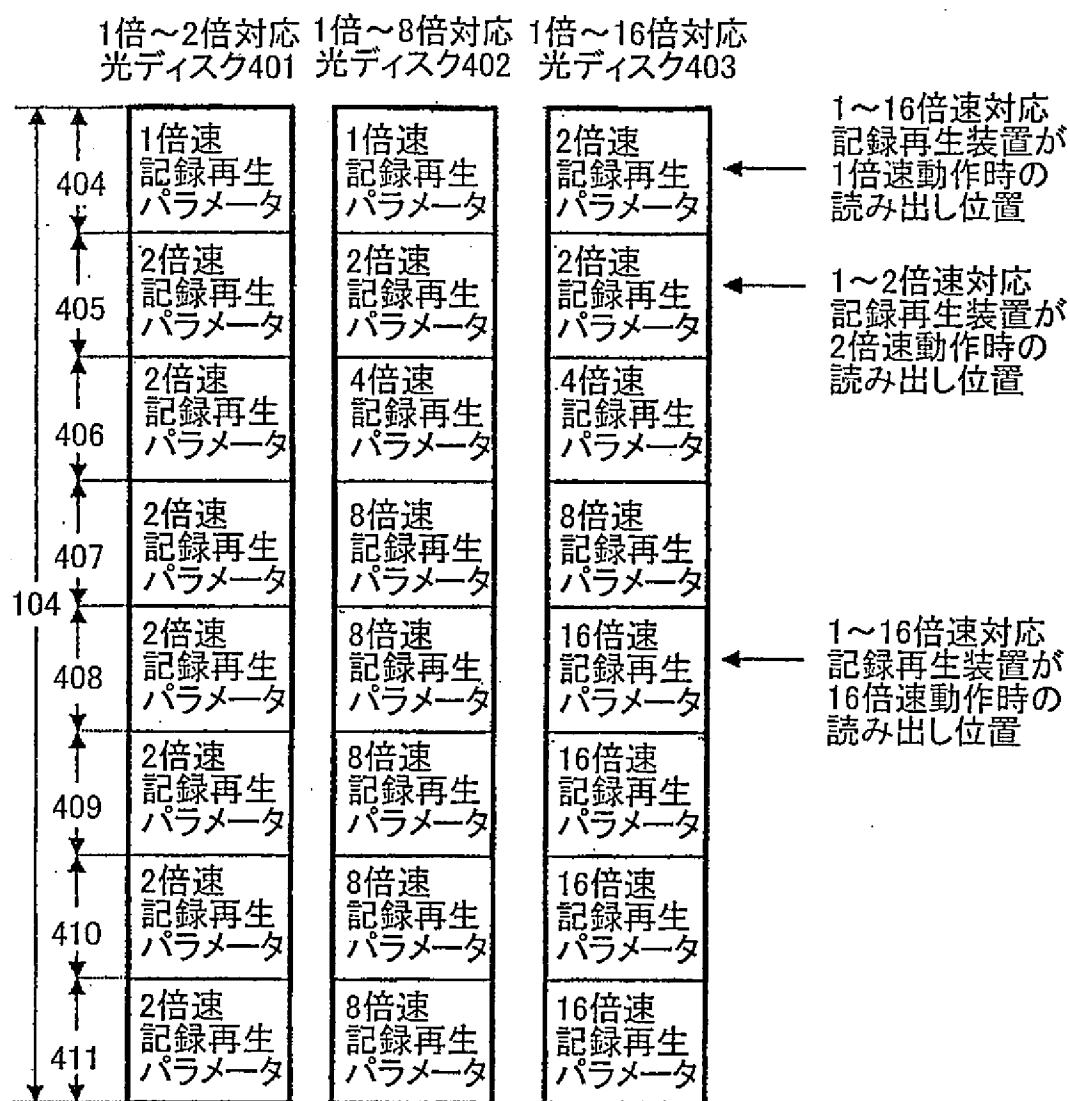 1倍～2倍対応 1倍～8倍対応 1倍～16倍対応
光ディスク401 光ディスク402 光ディスク403
104
404
1倍速
記録再生
パラメータ
1倍速
記録再生
パラメータ
2倍速
記録再生
パラメータ
1～16倍速対応
記録再生装置が
1倍速動作時の
読み出し位置
405
2倍速
記録再生
パラメータ
2倍速
記録再生
パラメータ
2倍速
記録再生
パラメータ
1～2倍速対応
記録再生装置が
2倍速動作時の
読み出し位置
406
2倍速
記録再生
パラメータ
4倍速
記録再生
パラメータ
4倍速
記録再生
パラメータ
407
2倍速
記録再生
パラメータ
8倍速
記録再生
パラメータ
8倍速
記録再生
パラメータ
408
2倍速
記録再生
パラメータ
8倍速
記録再生
パラメータ
16倍速
記録再生
パラメータ
1～16倍速対応
記録再生装置が
16倍速動作時の
読み出し位置
409
2倍速
記録再生
パラメータ
8倍速
記録再生
パラメータ
16倍速
記録再生
パラメータ
410
2倍速
記録再生
パラメータ
8倍速
記録再生
パラメータ
16倍速
記録再生
パラメータ
411
2倍速
記録再生
パラメータ
8倍速
記録再生
パラメータ
16倍速
記録再生
パラメータ